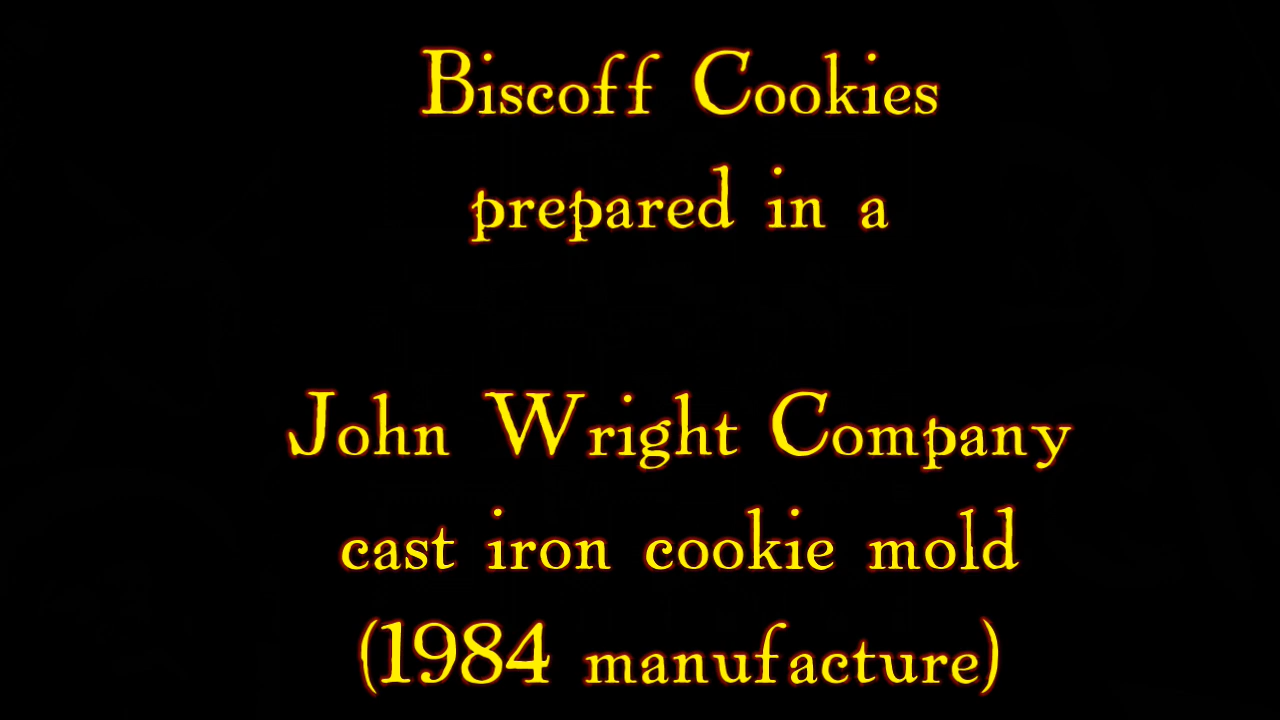 Biscoff Cookies
prepared in a
John Wright Company
cast iron cookie mold
(1984 manufacture)